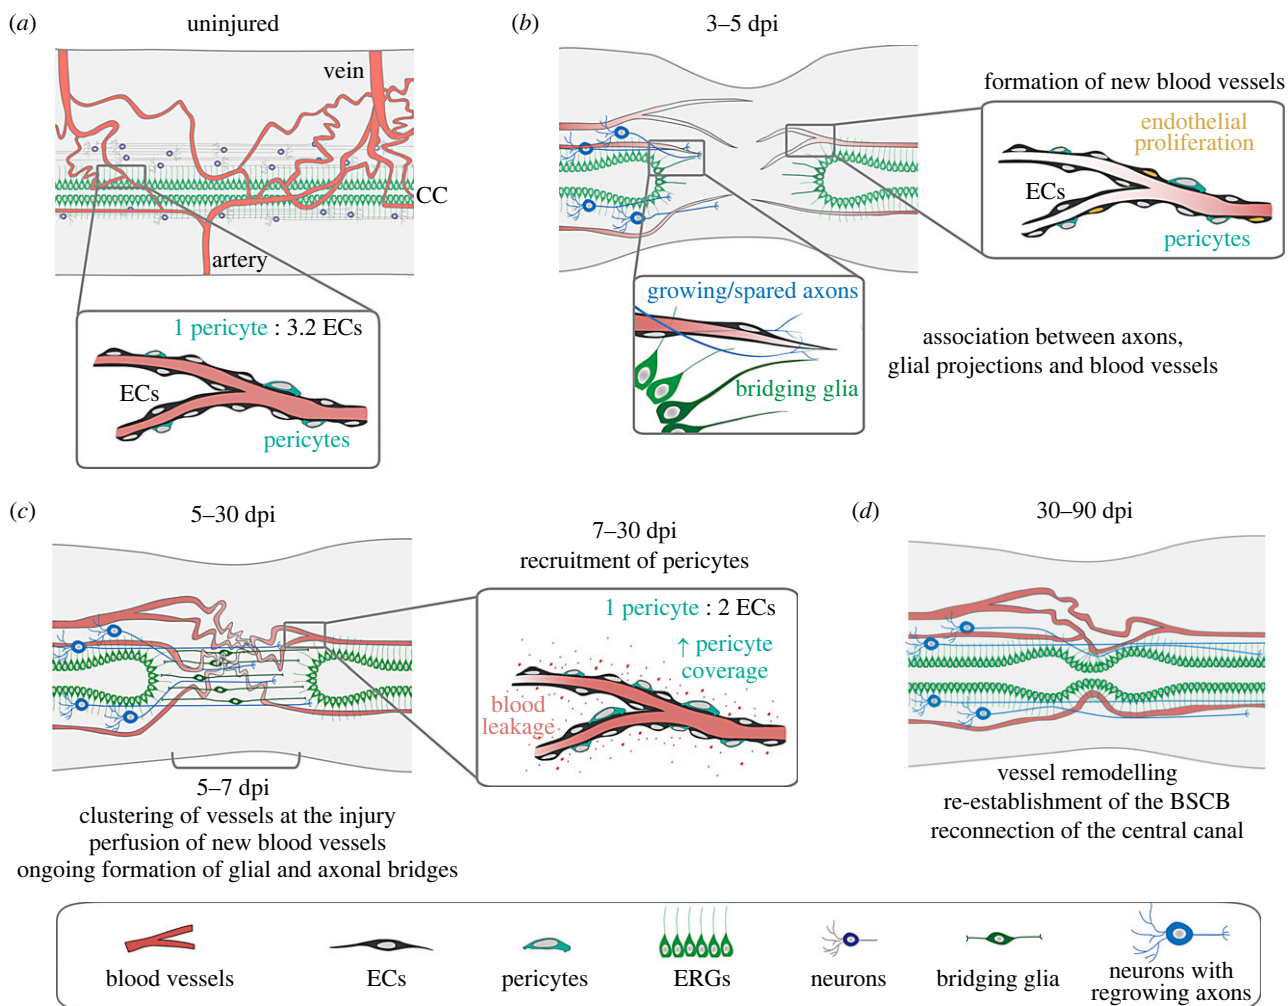 (a)
uninjured
vein
CC
artery
1 pericyte : 3.2 ECs
ECs
pericytes
(b)
3–5 dpi
formation of new blood vessels
endothelial
proliferation
ECs
pericytes
growing/spared axons
bridging glia
association between axons,
glial projections and blood vessels
(c)
5–30 dpi
5–7 dpi
clustering of vessels at the injury
perfusion of new blood vessels
ongoing formation of glial and axonal bridges
7–30 dpi
recruitment of pericytes
1 pericyte : 2 ECs
↑ pericyte
coverage
blood
leakage
(d)
30–90 dpi
vessel remodelling
re-establishment of the BSCB
reconnection of the central canal
blood vessels
ECs
pericytes
ERGs
neurons
bridging glia
neurons with
regrowing axons